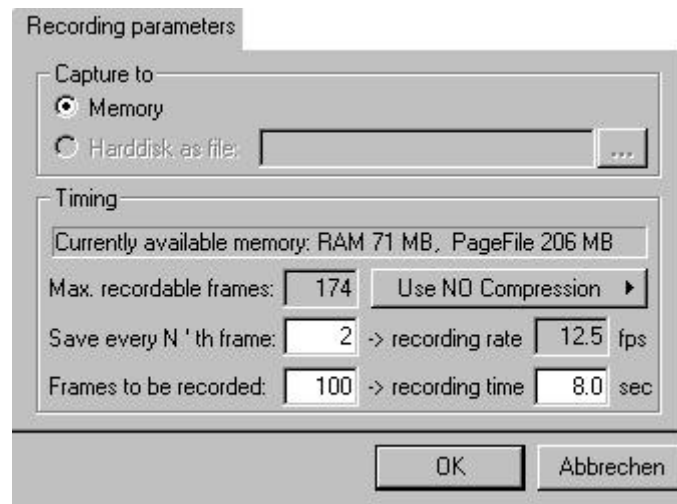 Recording parameters
Capture to
Memory
Harddisk as file: ...
Timing
Currently available memory: RAM 71 MB, PageFile 206 MB
Max. recordable frames: 174 Use NO Compression
Save every N ' th frame: 2 -> recording rate 12.5 fps
Frames to be recorded: 100 -> recording time 8.0 sec
OK Abbrechen